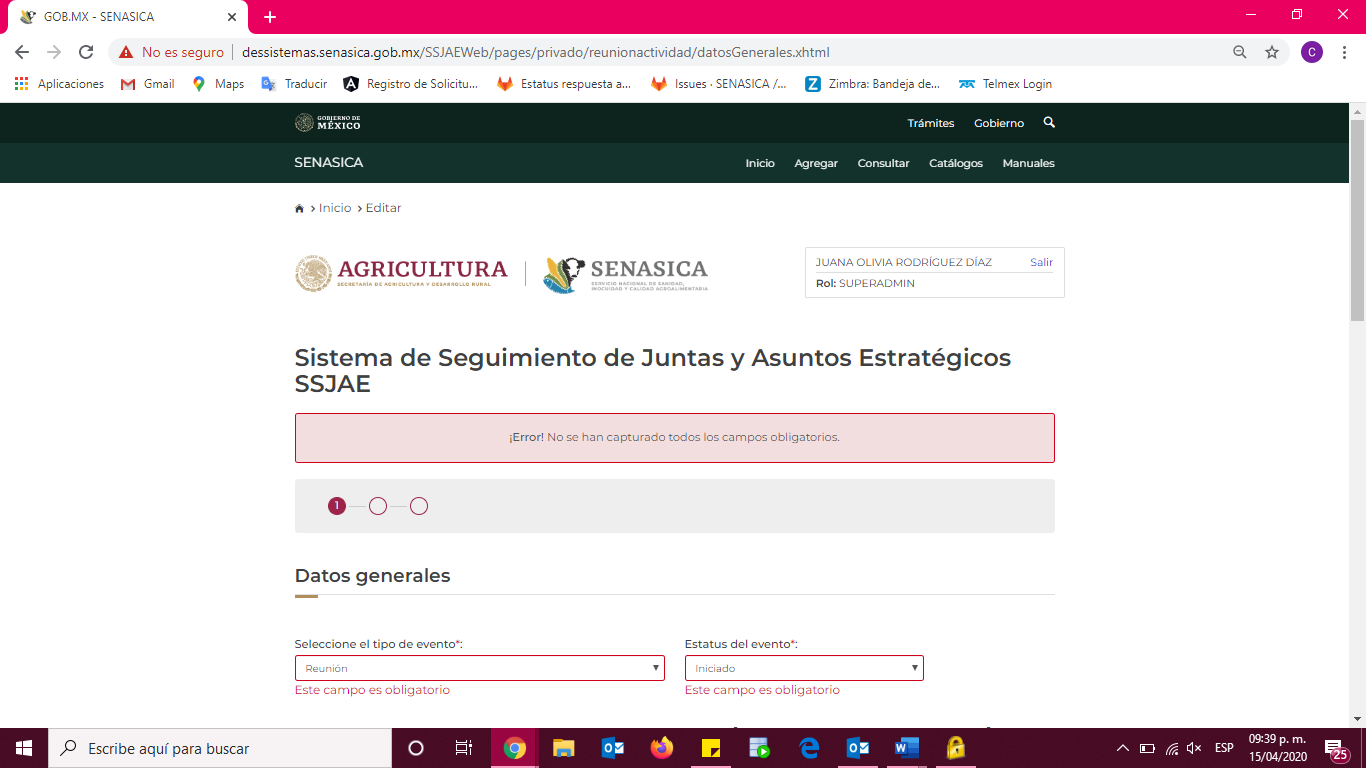 GOB.MX - SENASICA
No es seguro
dessistemas.senasica.gob.mx/SSJAEWeb/pages/privado/reunionactividad/datosGenerales.xhtml
C
Aplicaciones
Gmail
Maps
Traducir
Registro de Solicitu...
Estatus respuesta a...
Issues · SENASICA /...
Zimbra: Bandeja de...
Telmex Login
GOBIERNO DE
MÉXICO
Trámites
Gobierno
SENASICA
Inicio
Agregar
Consultar
Catálogos
Manuales
Inicio
Editar
AGRICULTURA
SECRETARÍA DE AGRICULTURA Y DESARROLLO RURAL
SENASICA
SERVICIO NACIONAL DE SANIDAD,
INOCUIDAD Y CALIDAD AGROALIMENTARIA
JUANA OLIVIA RODRÍGUEZ DÍAZ
Salir
Rol: SUPERADMIN
Sistema de Seguimiento de Juntas y Asuntos Estratégicos
SSJAE
¡Error! No se han capturado todos los campos obligatorios.
1
Datos generales
Seleccione el tipo de evento*:
Estatus del evento*:
Reunión
Iniciado
Este campo es obligatorio
Este campo es obligatorio
Escribe aquí para buscar
ESP
09:39 p. m.
15/04/2020
25